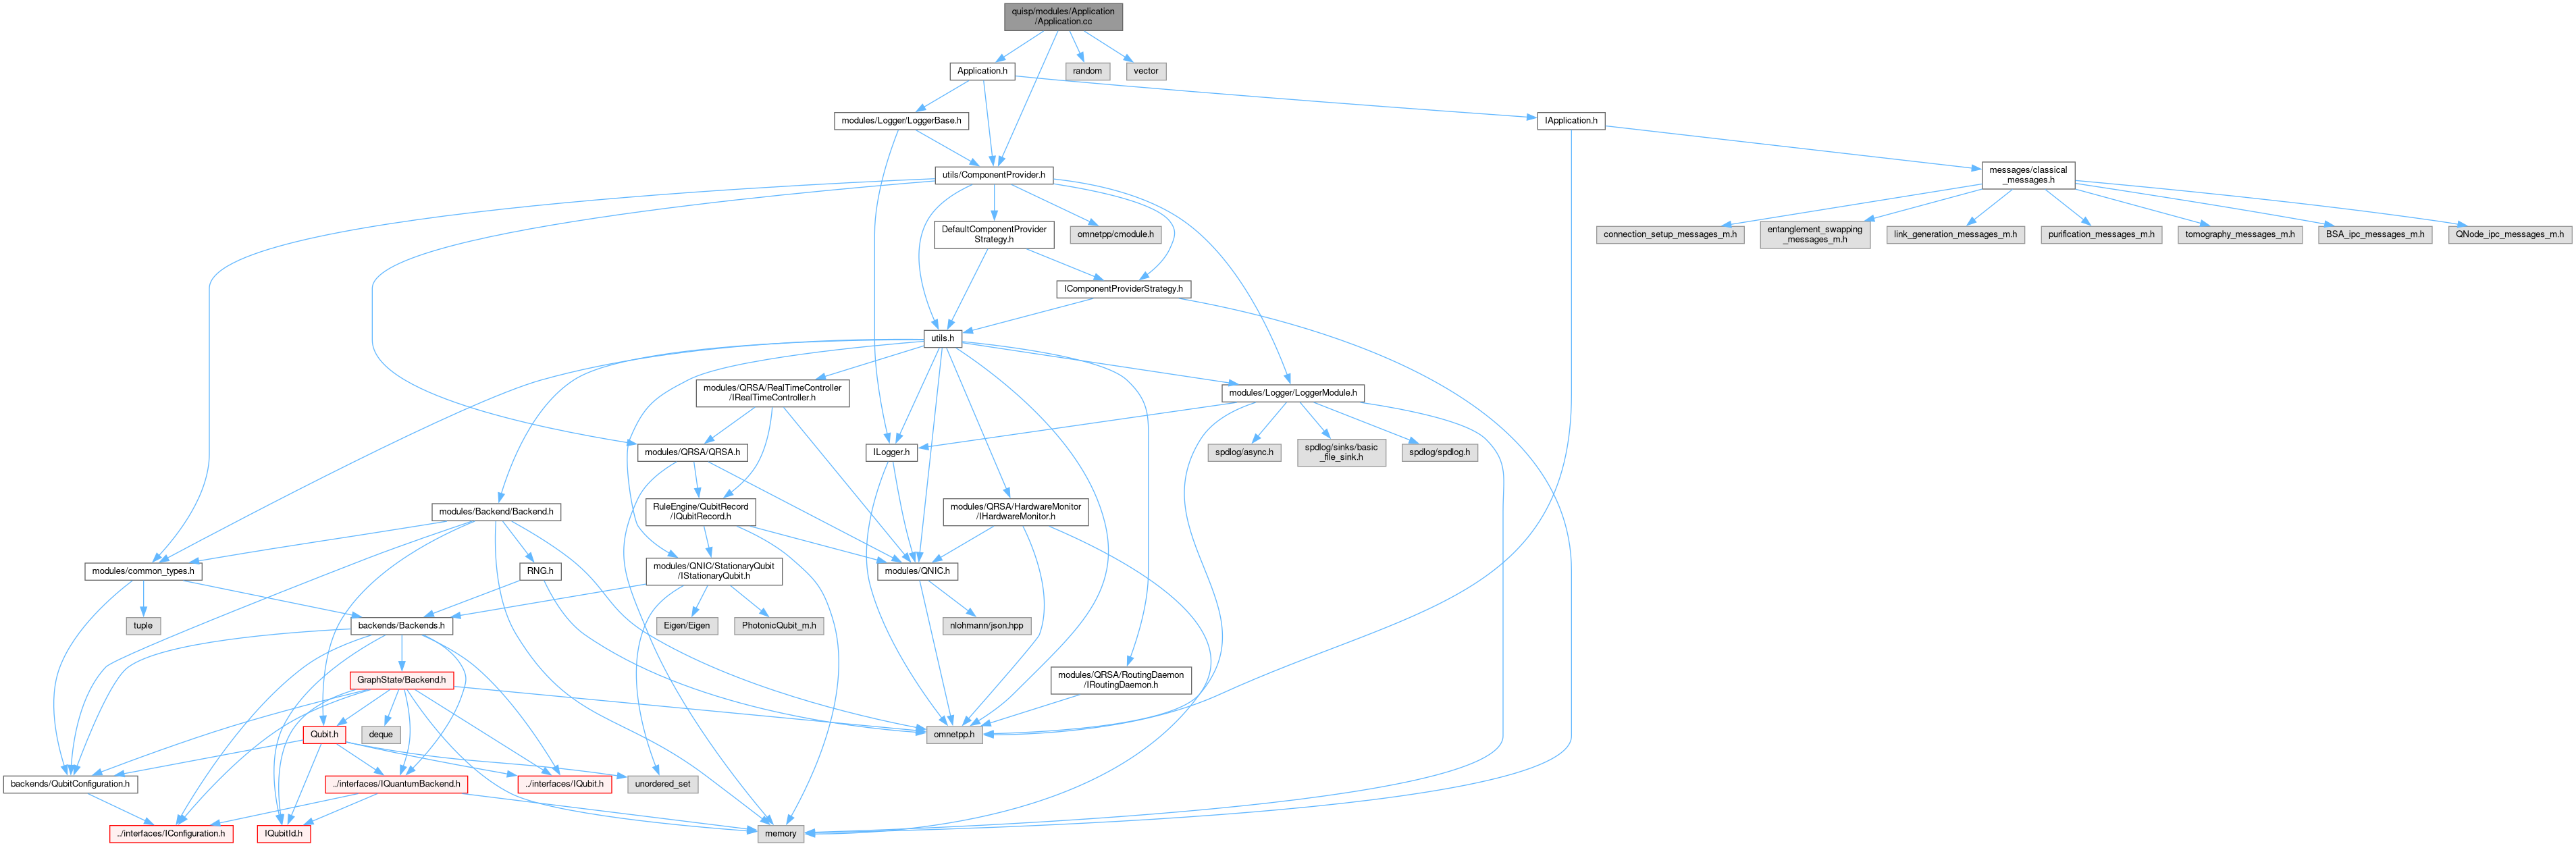 quisp/modules/Application
/Application.cc
Application.h
random
vector
modules/Logger/LoggerBase.h
IApplication.h
utils/ComponentProvider.h
messages/classical
_messages.h
DefaultComponentProvider
Strategy.h
omnetpp/cmodule.h
connection_setup_messages_m.h
entanglement_swapping
_messages_m.h
link_generation_messages_m.h
purification_messages_m.h
tomography_messages_m.h
BSA_ipc_messages_m.h
QNode_ipc_messages_m.h
IComponentProviderStrategy.h
utils.h
modules/QRSA/RealTimeController
/IRealTimeController.h
modules/Logger/LoggerModule.h
modules/QRSA/QRSA.h
ILogger.h
spdlog/async.h
spdlog/sinks/basic
_file_sink.h
spdlog/spdlog.h
modules/Backend/Backend.h
RuleEngine/QubitRecord
/IQubitRecord.h
modules/QRSA/HardwareMonitor
/IHardwareMonitor.h
modules/common_types.h
RNG.h
modules/QNIC/StationaryQubit
/IStationaryQubit.h
modules/QNIC.h
tuple
backends/Backends.h
Eigen/Eigen
PhotonicQubit_m.h
nlohmann/json.hpp
GraphState/Backend.h
modules/QRSA/RoutingDaemon
/IRoutingDaemon.h
Qubit.h
deque
omnetpp.h
backends/QubitConfiguration.h
../interfaces/IQuantumBackend.h
../interfaces/IQubit.h
unordered_set
../interfaces/IConfiguration.h
IQubitId.h
memory